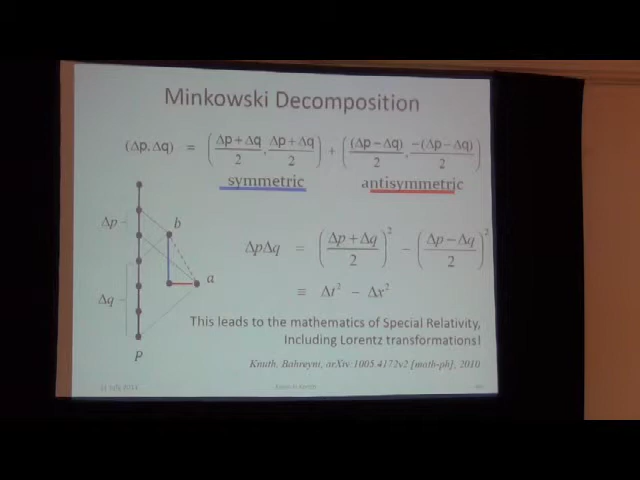 Minkowski Decomposition
(Δp, Δq) = ( (Δp+Δq)/2 , (Δp+Δq)/2 ) + ( (Δp−Δq)/2 , −(Δp−Δq)/2 )
symmetric antisymmetric
Δp
b
ΔpΔq = ( (Δp+Δq)/2 )² − ( (Δp−Δq)/2 )²
a
≡ Δt² − Δx²
Δq
This leads to the mathematics of Special Relativity,
Including Lorentz transformations!
P
Knuth, Bahreyni, arXiv:1005.4172v2 [math-ph], 2010